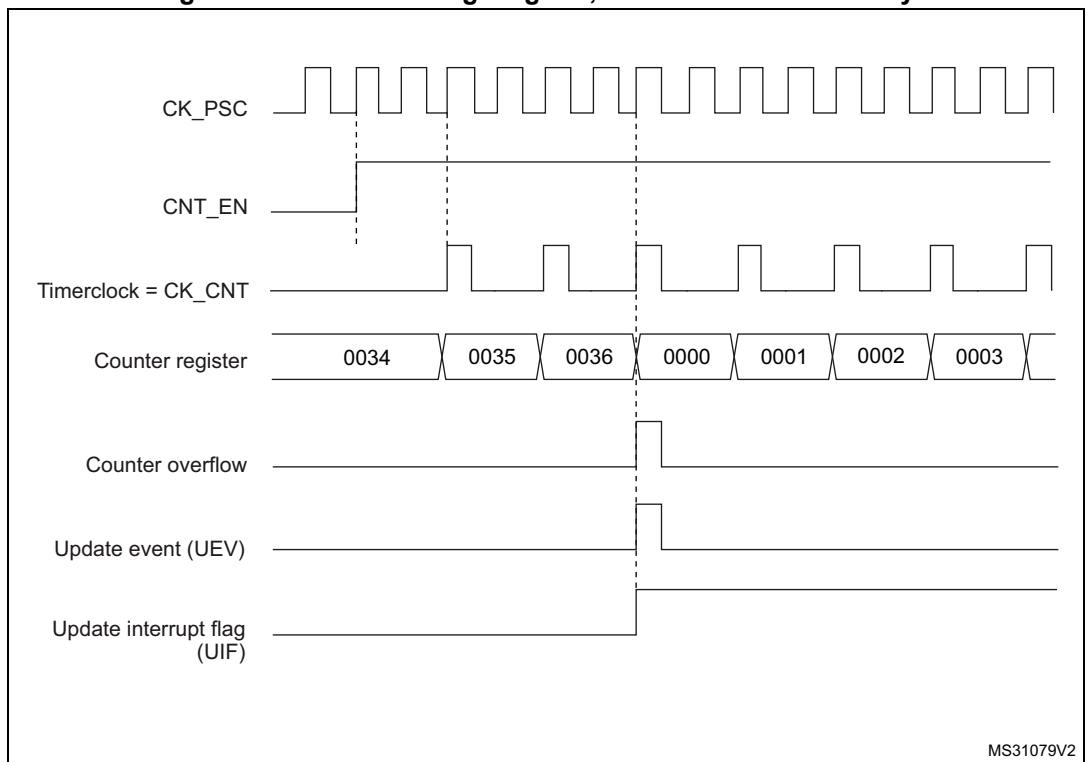 CK_PSC
CNT_EN
Timerclock = CK_CNT
Counter register
0034 0035 0036 0000 0001 0002 0003
Counter overflow
Update event (UEV)
Update interrupt flag
(UIF)
MS31079V2